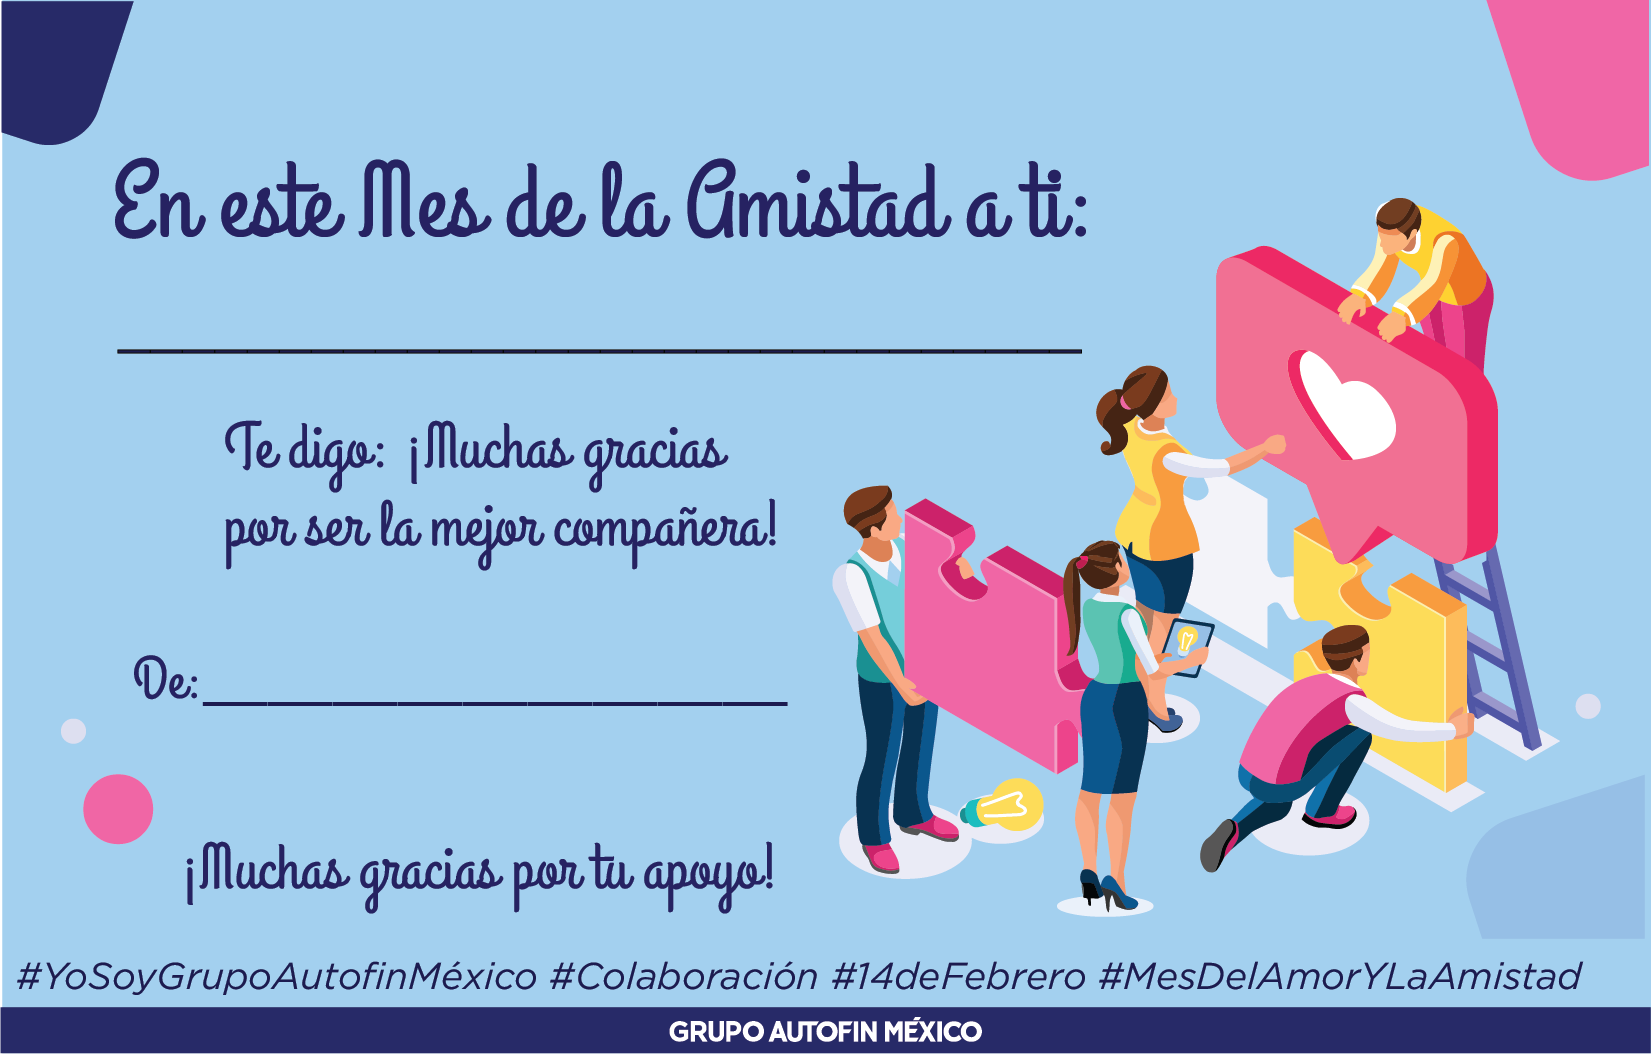 En este Mes de la Amistad a ti:
Te digo: ¡Muchas gracias
por ser la mejor compañera!
De:
¡Muchas gracias por tu apoyo!
#YoSoyGrupoAutofinMéxico #Colaboración #14deFebrero #MesDelAmorYLaAmistad
GRUPO AUTOFIN MÉXICO